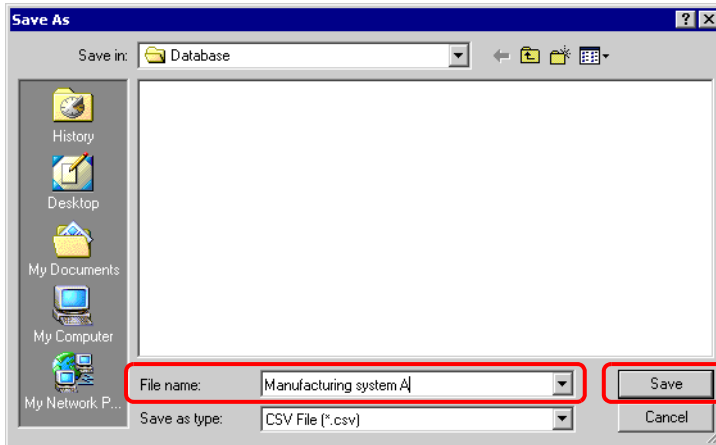 Save As
Save in:
Database
History
Desktop
My Documents
My Computer
My Network P...
File name:
Manufacturing system A
Save
Save as type:
CSV File (*.csv)
Cancel